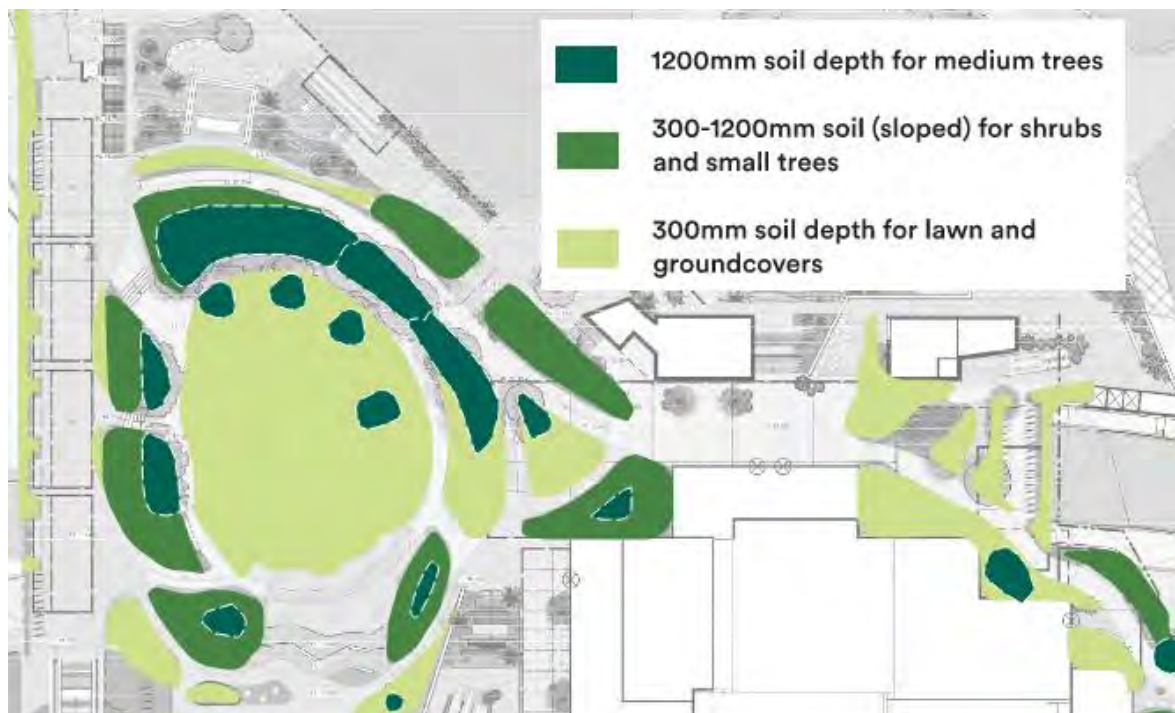 1200mm soil depth for medium trees
300-1200mm soil (sloped) for shrubs
and small trees
300mm soil depth for lawn and
groundcovers